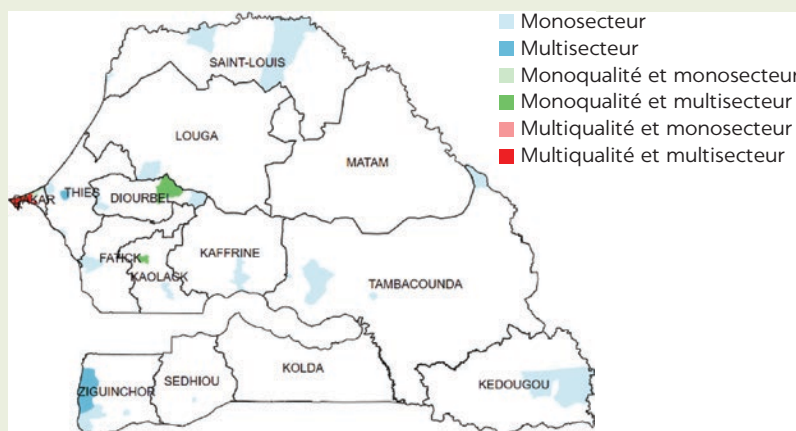 Monosecteur
Multisecteur
Monoqualité et monosecteur
Monoqualité et multisecteur
Multiqualité et monosecteur
Multiqualité et multisecteur
SAINT-LOUIS
LOUGA
MATAM
DAKAR
THIES
DIOURBEL
FATICK
KAOLACK
KAFFRINE
TAMBACOUNDA
ZIGUINCHOR
SEDHIOU
KOLDA
KEDOUGOU